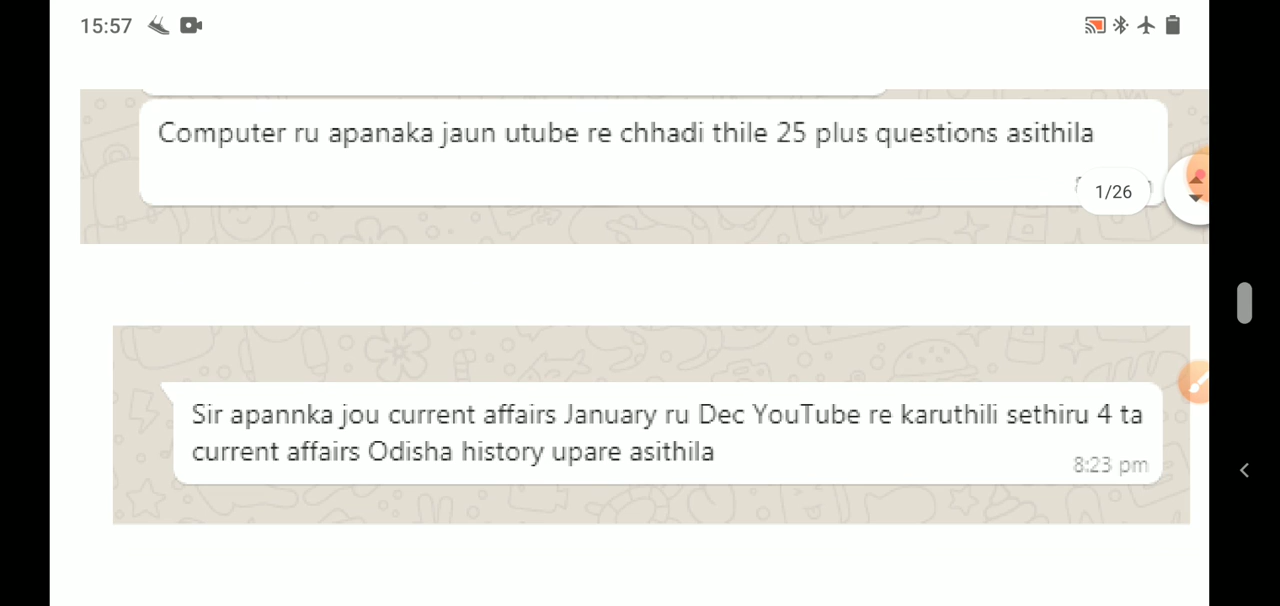 15:57
Computer ru apanaka jaun utube re chhadi thile 25 plus questions asithila
1/26
Sir apannka jou current affairs January ru Dec YouTube re karuthili sethiru 4 ta
current affairs Odisha history upare asithila
8:23 pm